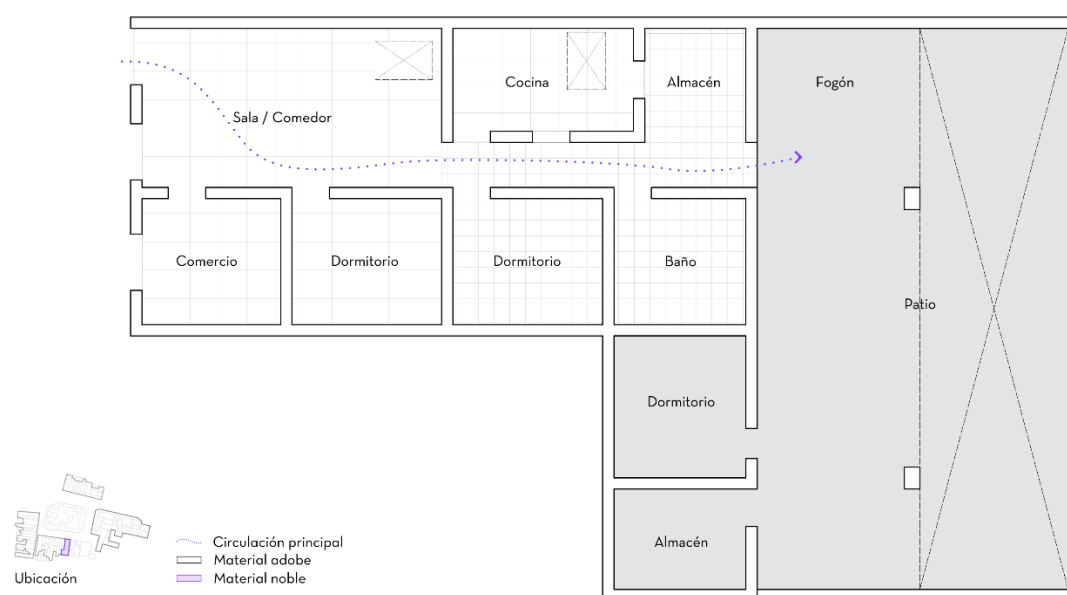 Cocina
Almacén
Fogón
Sala / Comedor
Comercio
Dormitorio
Dormitorio
Baño
Patio
Dormitorio
Almacén
Circulación principal
Material adobe
Material noble
Ubicación